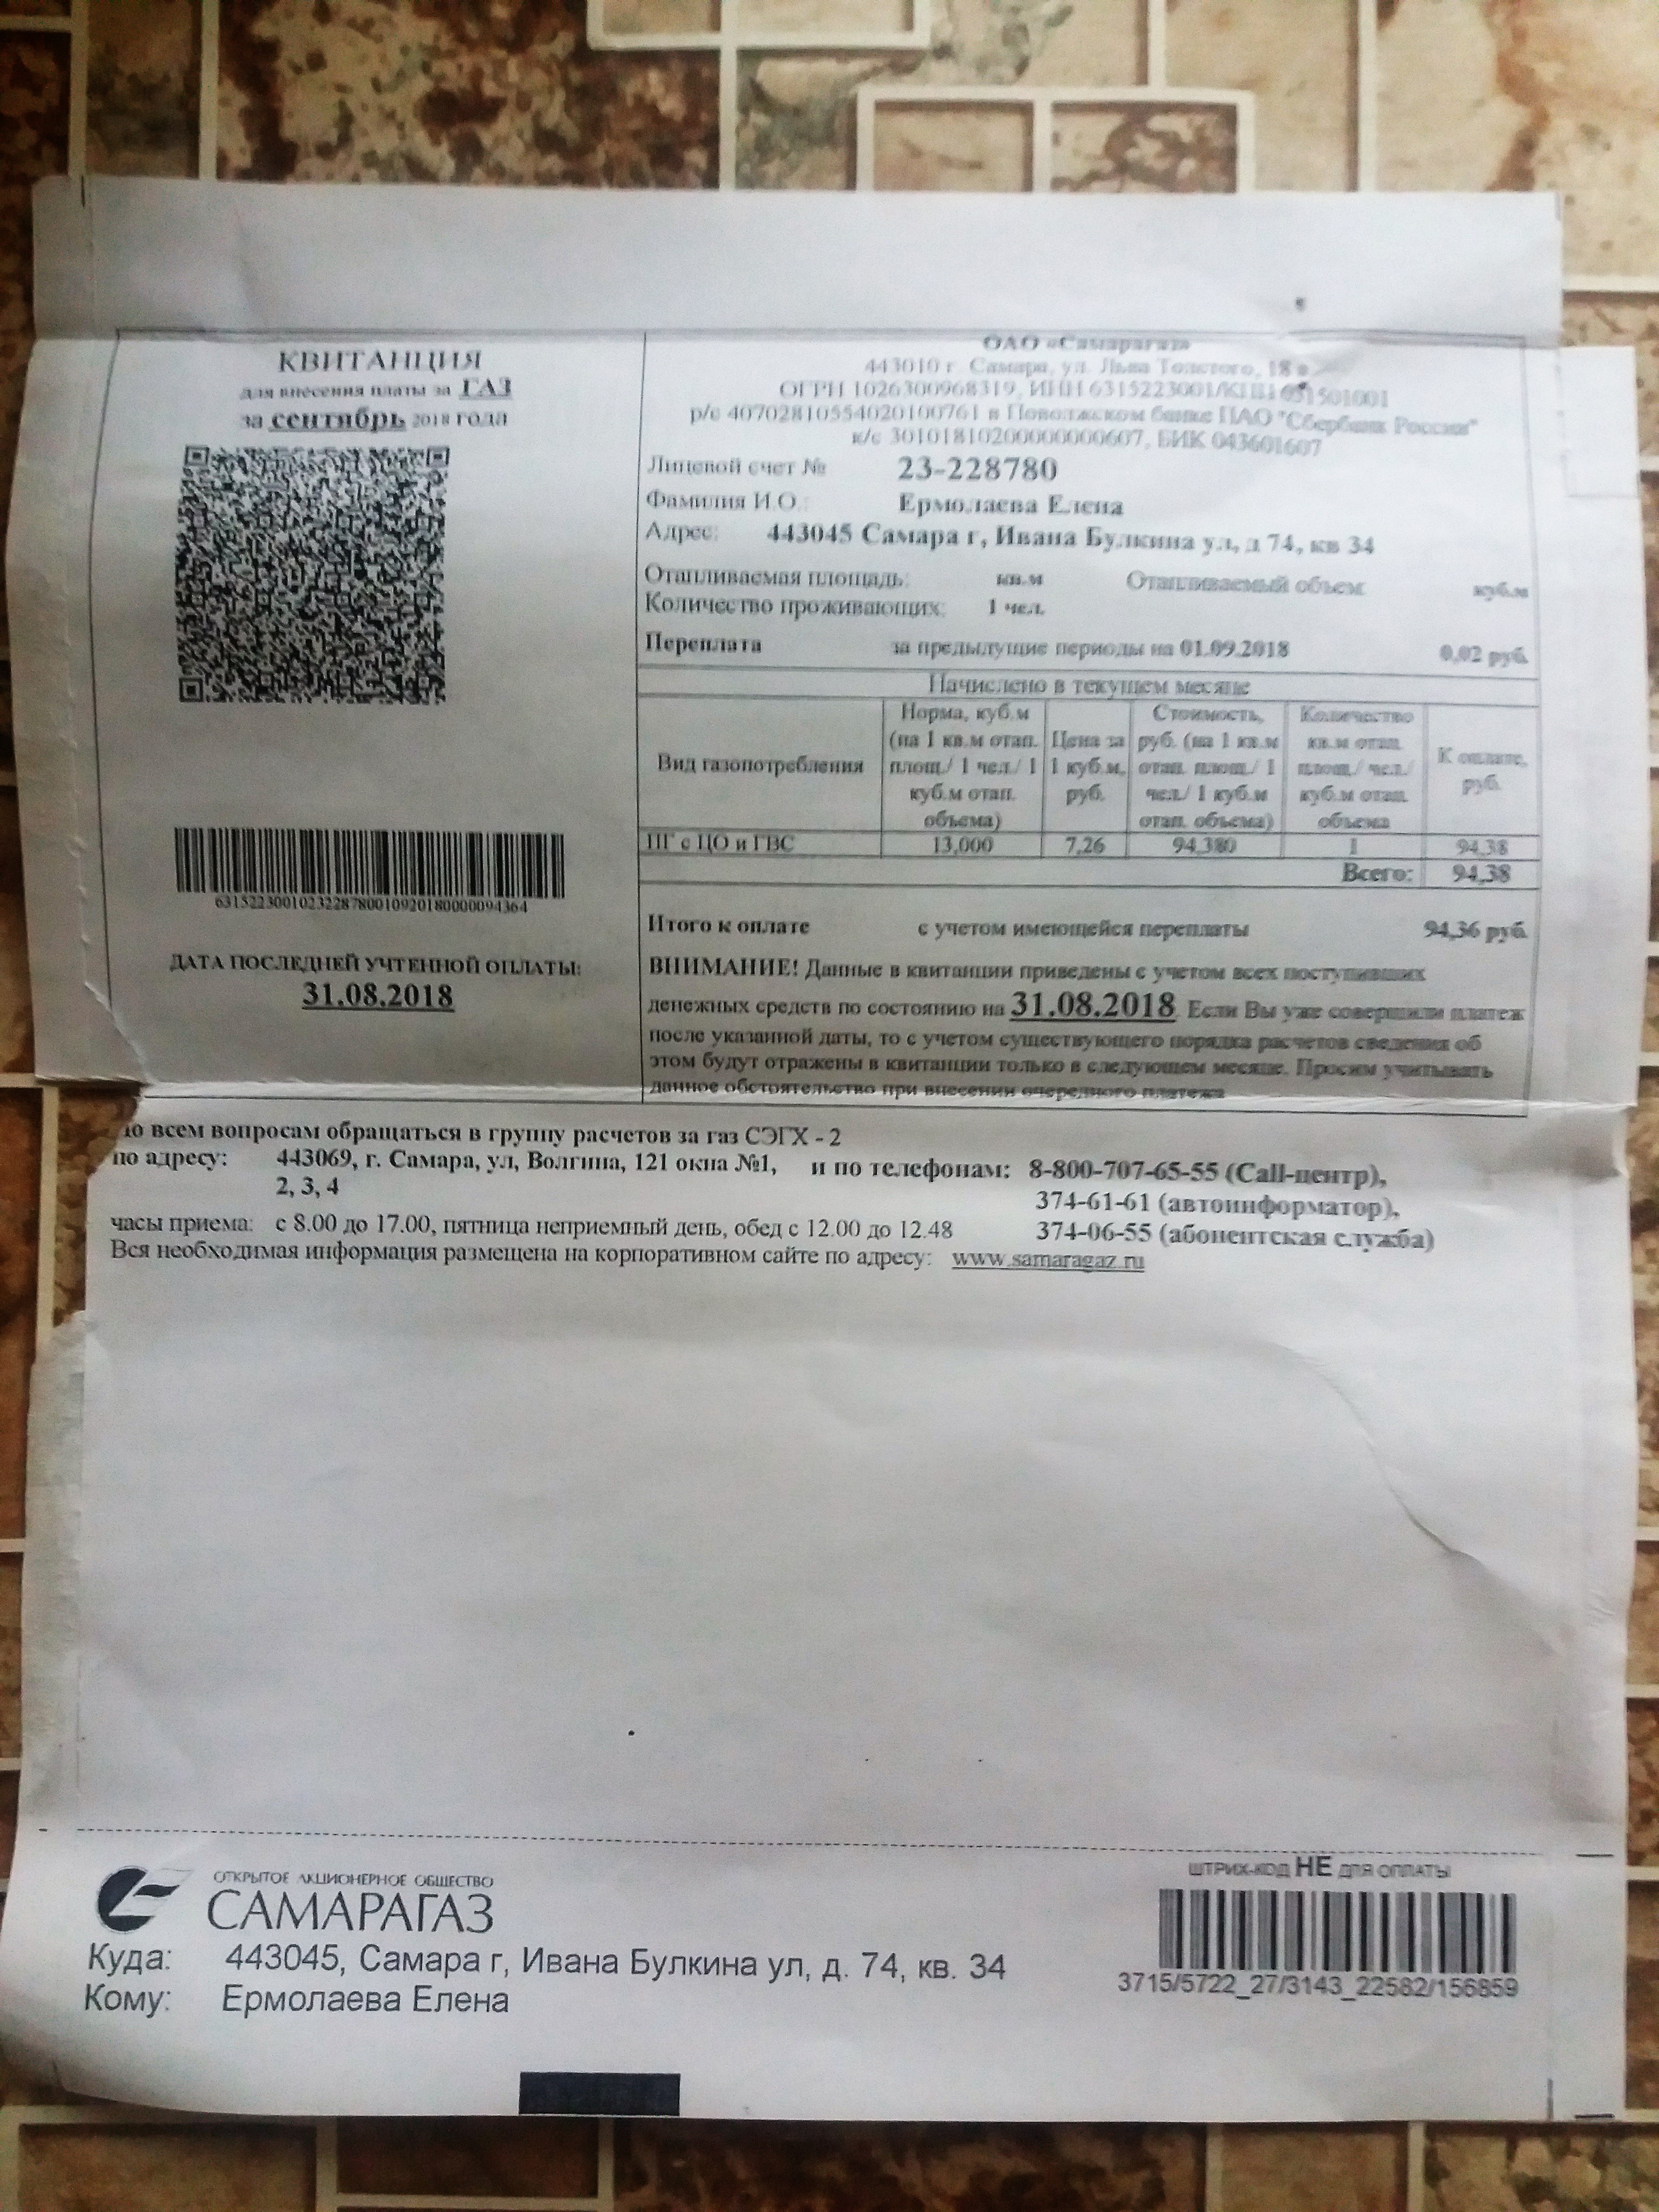 КВИТАНЦИЯ
для внесения платы за ГАЗ
за сентябрь 2018 года
6315223001023228780010920180000094364
ДАТА ПОСЛЕДНЕЙ УЧТЕННОЙ ОПЛАТЫ:
31.08.2018
ОАО «Самарагаз»
443010 г. Самара, ул. Льва Толстого, 18 а
ОГРН 1026300968319, ИНН 6315223001/КПП 631501001
р/с 40702810554020100761 в Поволжском банке ПАО "Сбербанк России"
к/с 30101810200000000607, БИК 043601607
Лицевой счет № 23-228780
Фамилия И.О.: Ермолаева Елена
Адрес: 443045 Самара г, Ивана Булкина ул, д 74, кв 34
Отапливаемая площадь: кв.м Отапливаемый объем: куб.м
Количество проживающих: 1 чел.
Переплата за предыдущие периоды на 01.09.2018 0,02 руб.
Начислено в текущем месяце
Вид газопотребления
Норма, куб.м
(на 1 кв.м отап.
площ./ 1 чел./ 1
куб.м отап.
объема)
Цена за
1 куб.м,
руб.
Стоимость,
руб. (на 1 кв.м
отап. площ./ 1
чел./ 1 куб.м
отап. объема)
Количество
кв.м отап.
площ./ чел./
куб.м отап.
объема
К оплате,
руб.
ПГ с ЦО и ГВС 13,000 7,26 94,380 1 94,38
Всего: 94,38
Итого к оплате с учетом имеющейся переплаты 94,36 руб.
ВНИМАНИЕ! Данные в квитанции приведены с учетом всех поступивших
денежных средств по состоянию на 31.08.2018. Если Вы уже совершили платеж
после указанной даты, то с учетом существующего порядка расчетов сведения об
этом будут отражены в квитанции только в следующем месяце. Просим учитывать
данное обстоятельство при внесении очередного платежа
по всем вопросам обращаться в группу расчетов за газ СЭГХ - 2
по адресу: 443069, г. Самара, ул, Волгина, 121 окна №1, и по телефонам: 8-800-707-65-55 (Call-центр),
2, 3, 4
374-61-61 (автоинформатор),
часы приема: с 8.00 до 17.00, пятница неприемный день, обед с 12.00 до 12.48
374-06-55 (абонентская служба)
Вся необходимая информация размещена на корпоративном сайте по адресу: www.samaragaz.ru
ОТКРЫТОЕ АКЦИОНЕРНОЕ ОБЩЕСТВО
САМАРАГАЗ
Куда: 443045, Самара г, Ивана Булкина ул, д. 74, кв. 34
Кому: Ермолаева Елена
ШТРИХ-КОД НЕ ДЛЯ ОПЛАТЫ
3715/5722_27/3143_22582/156859